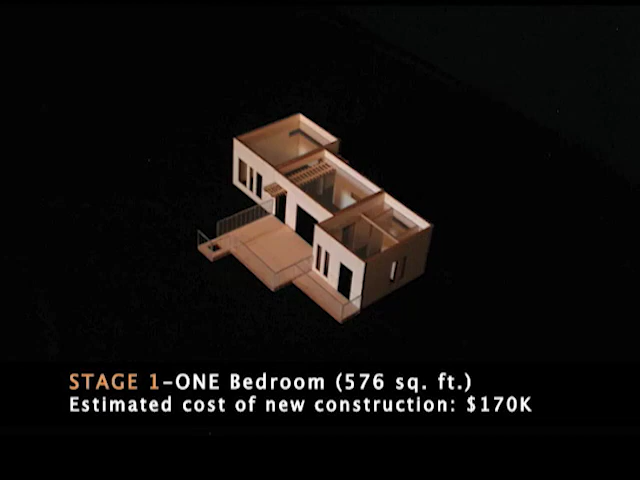 STAGE 1–ONE Bedroom (576 sq. ft.)
Estimated cost of new construction: $170K